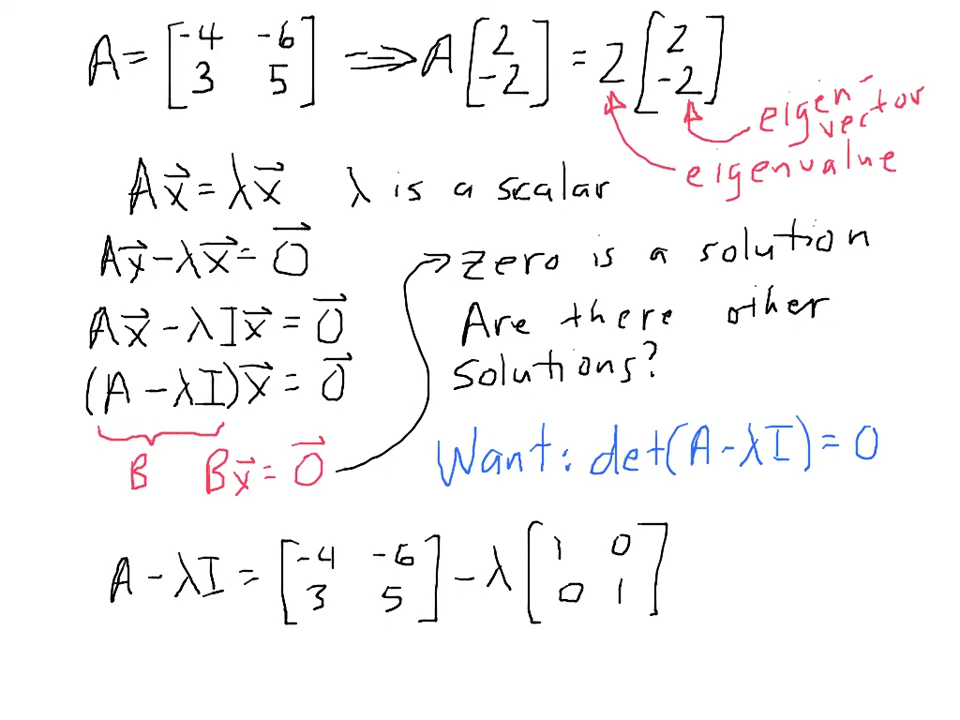 A = [-4 -6; 3 5] ⟹ A[2; -2] = 2[2; -2]
eigen-vector
eigenvalue
Ax⃗ = λx⃗ λ is a scalar
Ax⃗ - λx⃗ = 0⃗
Ax⃗ - λIx⃗ = 0⃗
(A - λI)x⃗ = 0⃗
B Bx⃗ = 0⃗
zero is a solution
Are there other
solutions?
Want: det(A - λI) = 0
A - λI = [-4 -6; 3 5] - λ[1 0; 0 1]